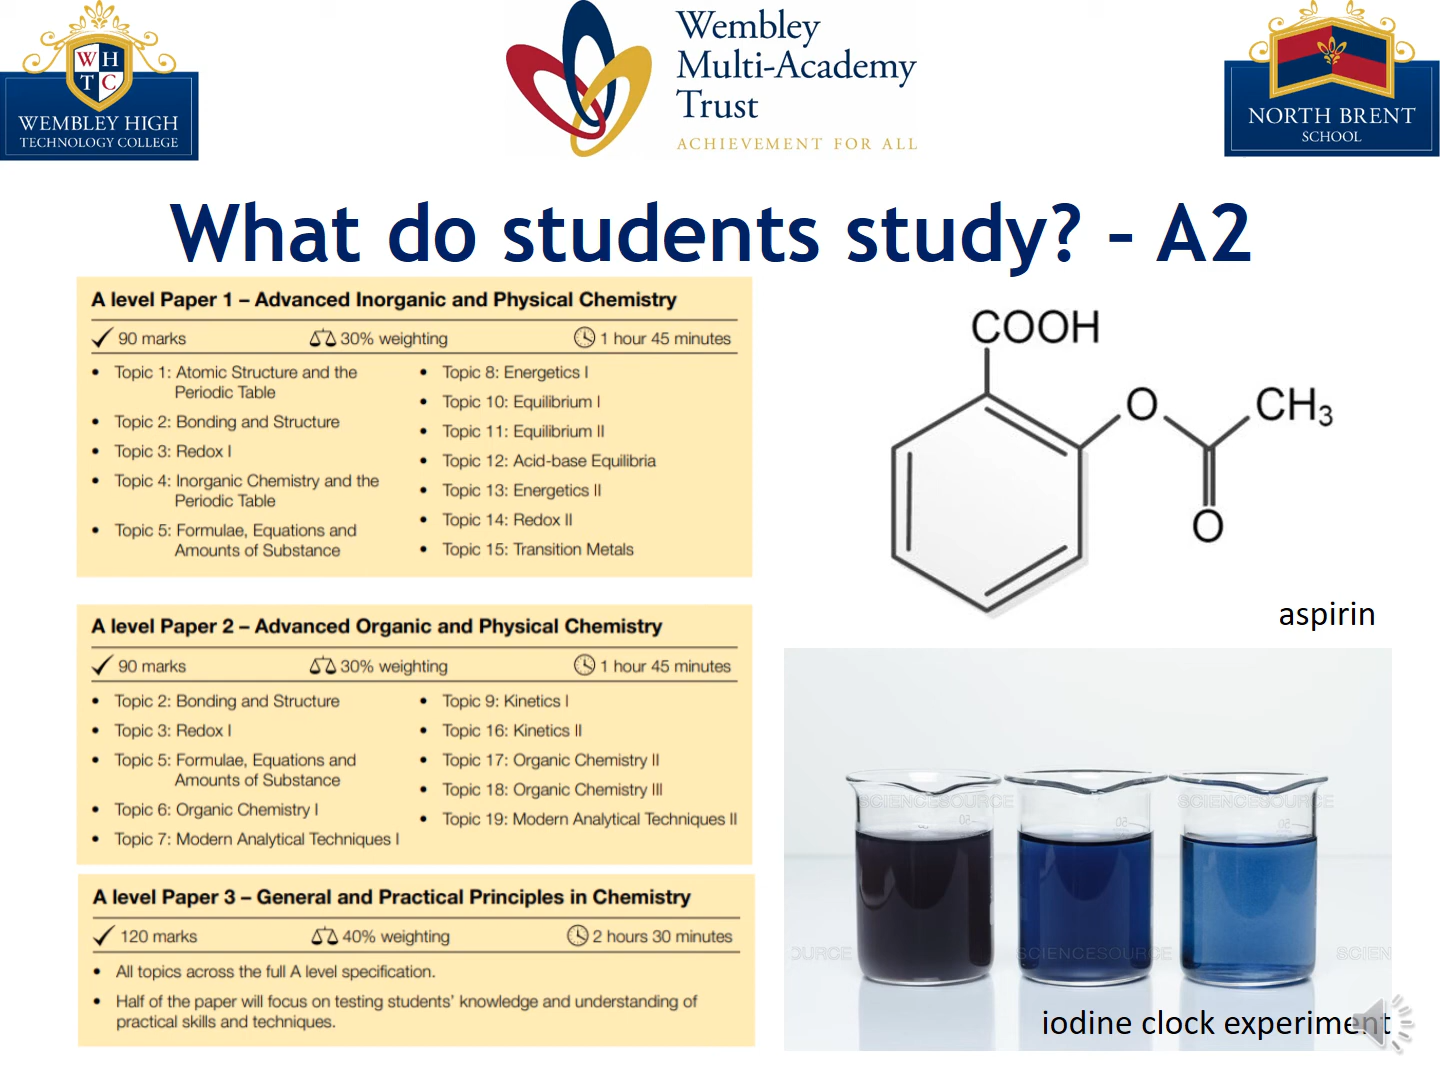 WHTC
WEMBLEY HIGH
TECHNOLOGY COLLEGE
Wembley
Multi-Academy
Trust
ACHIEVEMENT FOR ALL
NORTH BRENT
SCHOOL
What do students study? – A2
A level Paper 1 – Advanced Inorganic and Physical Chemistry
90 marks 30% weighting 1 hour 45 minutes
• Topic 1: Atomic Structure and the
Periodic Table
• Topic 2: Bonding and Structure
• Topic 3: Redox I
• Topic 4: Inorganic Chemistry and the
Periodic Table
• Topic 5: Formulae, Equations and
Amounts of Substance
• Topic 8: Energetics I
• Topic 10: Equilibrium I
• Topic 11: Equilibrium II
• Topic 12: Acid-base Equilibria
• Topic 13: Energetics II
• Topic 14: Redox II
• Topic 15: Transition Metals
A level Paper 2 – Advanced Organic and Physical Chemistry
90 marks 30% weighting 1 hour 45 minutes
• Topic 2: Bonding and Structure
• Topic 3: Redox I
• Topic 5: Formulae, Equations and
Amounts of Substance
• Topic 6: Organic Chemistry I
• Topic 7: Modern Analytical Techniques I
• Topic 9: Kinetics I
• Topic 16: Kinetics II
• Topic 17: Organic Chemistry II
• Topic 18: Organic Chemistry III
• Topic 19: Modern Analytical Techniques II
A level Paper 3 – General and Practical Principles in Chemistry
120 marks 40% weighting 2 hours 30 minutes
• All topics across the full A level specification.
• Half of the paper will focus on testing students' knowledge and understanding of
practical skills and techniques.
COOH
O CH₃
O
aspirin
SCIENCESOURCE SCIENCESOURCE
50 50 50
OURCE SCIENCESOURCE SCIEN
iodine clock experiment